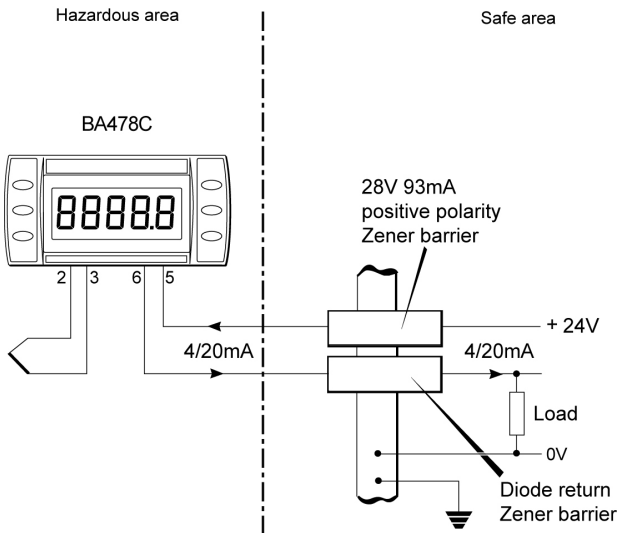 Hazardous area
Safe area
BA478C
8888.8
28V 93mA
positive polarity
Zener barrier
2 3 6 5
+ 24V
4/20mA
4/20mA
Load
0V
Diode return
Zener barrier